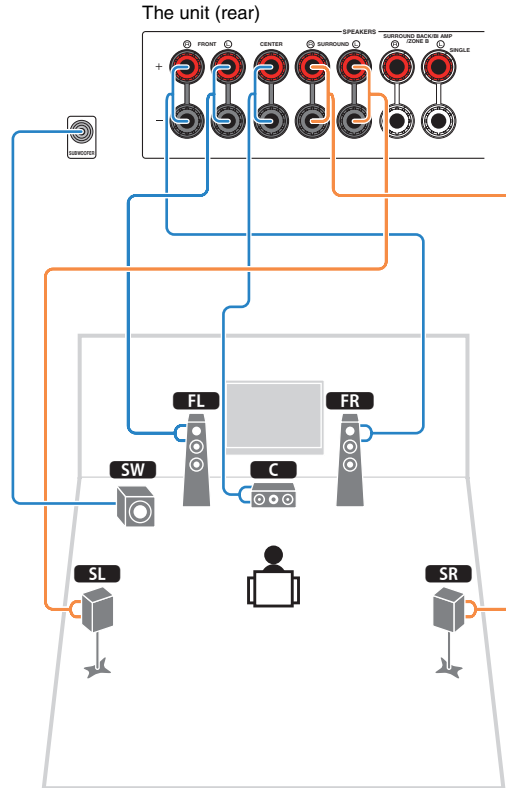 The unit (rear)
SPEAKERS
SURROUND BACK/BI AMP
/ZONE B
R FRONT L
CENTER
R SURROUND L
R L
SINGLE
+
–
SUBWOOFER
FL
FR
SW
C
SL
SR